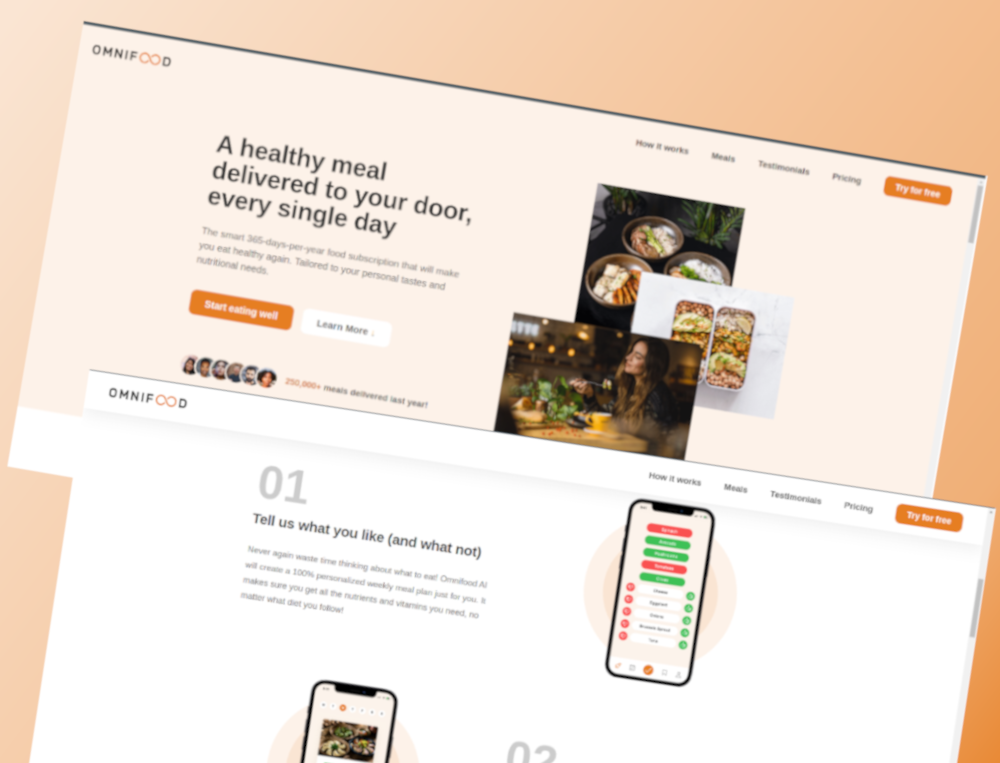 OMNIFOOD
How it works Meals Testimonials Pricing Try for free
A healthy meal
delivered to your door,
every single day
The smart 365-days-per-year food subscription that will make
you eat healthy again. Tailored to your personal tastes and
nutritional needs.
Start eating well Learn More ↓
250,000+ meals delivered last year!
OMNIFOOD
How it works Meals Testimonials Pricing Try for free
01
Tell us what you like (and what not)
Never again waste time thinking about what to eat! Omnifood AI
will create a 100% personalized weekly meal plan just for you. It
makes sure you get all the nutrients and vitamins you need, no
matter what diet you follow!
02